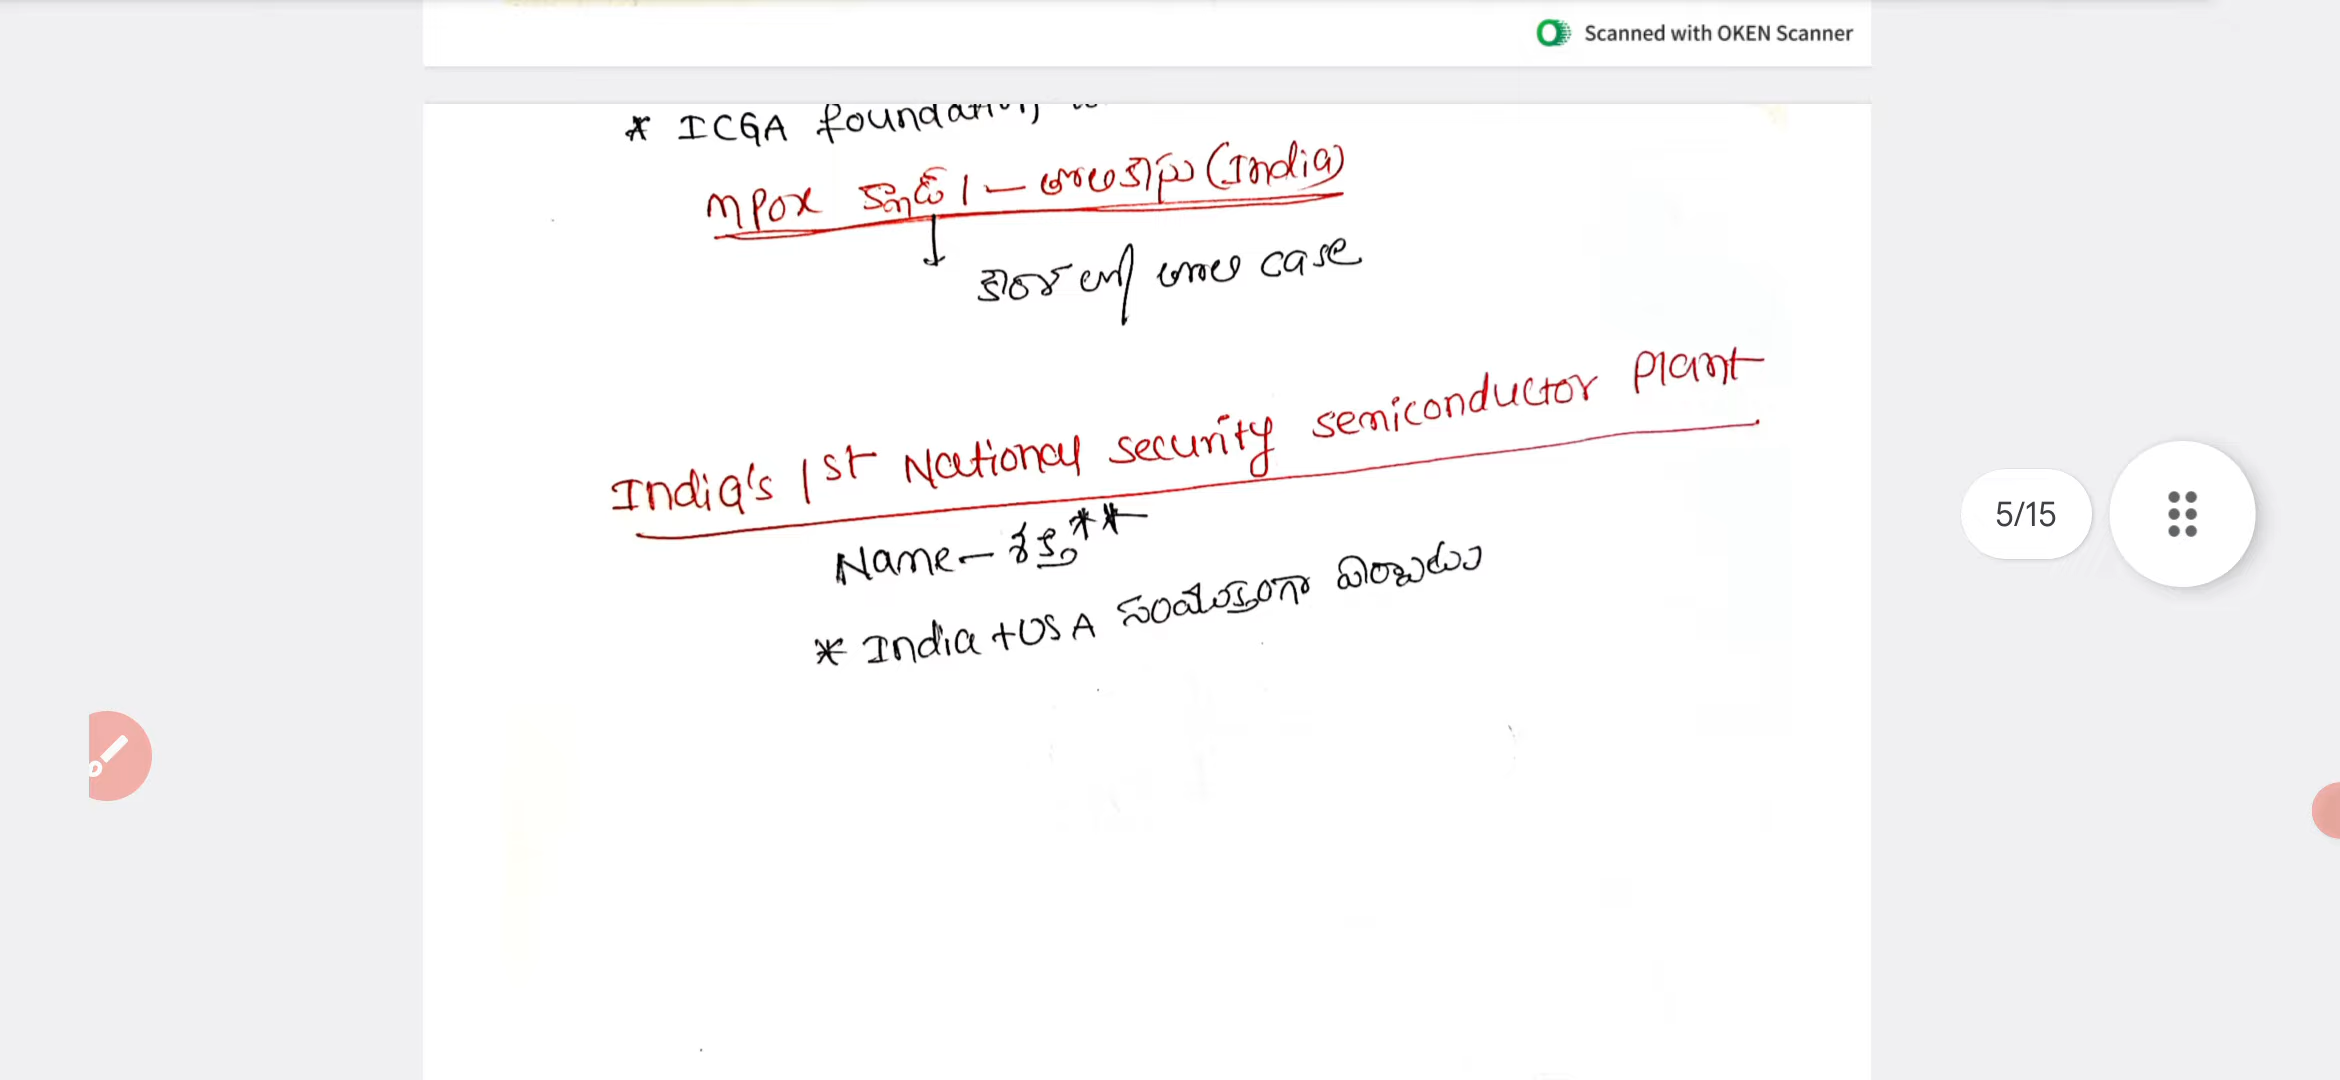 Scanned with OKEN Scanner
* ICGA foundation
mpox క్లాడ్ 1 – తొలికేసు (India)
కేరళలో తొలి case
India's 1st National security semiconductor Plant
Name – శక్తి**
* India + USA సంయుక్తంగా
5/15